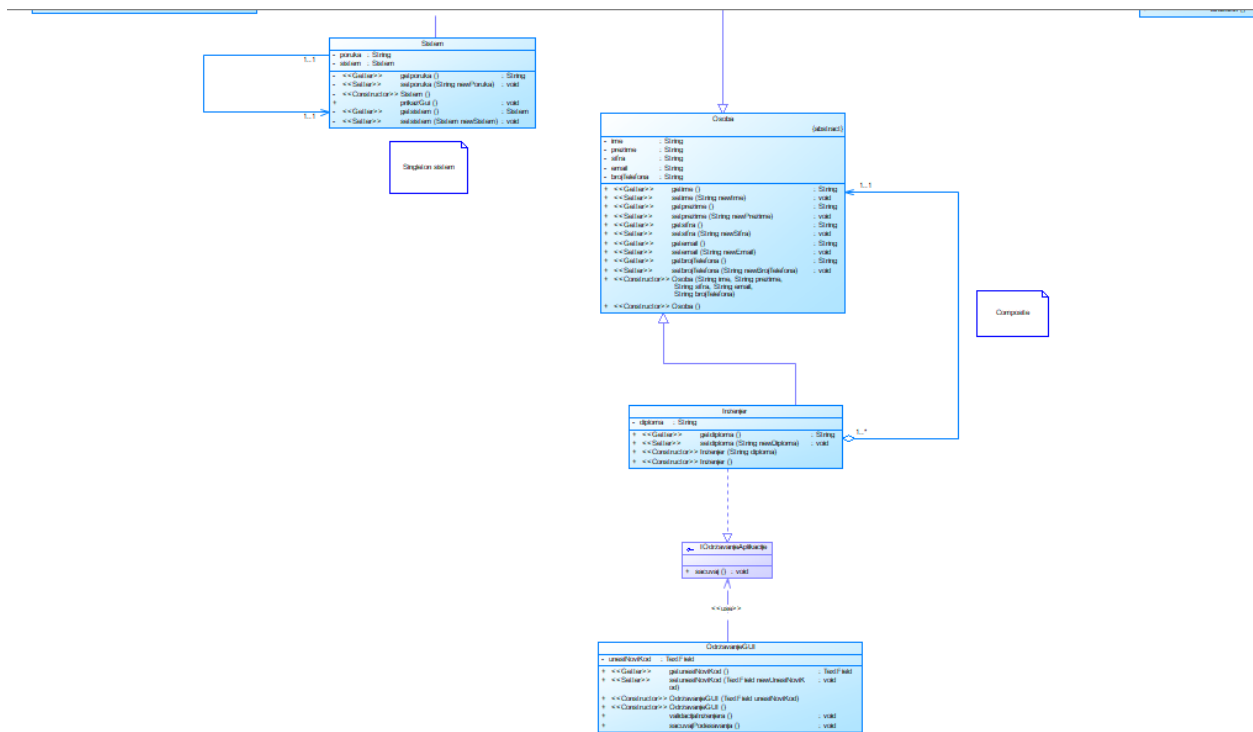 Sistem
- poruka : String
- sistem : Sistem
- <<Getter>> getporuka () : String
- <<Setter>> setporuka (String newPoruka) : void
- <<Constructor>> Sistem ()
+ prikazGui () : void
- <<Getter>> getsistem () : Sistem
- <<Setter>> setsistem (Sistem newSistem) : void
1..1
1..1
Singleton sistem
Osoba
{abstract}
- ime : String
- prezime : String
- sifra : String
- email : String
- brojTelefona : String
+ <<Getter>> getime () : String
+ <<Setter>> setime (String newIme) : void
+ <<Getter>> getprezime () : String
+ <<Setter>> setprezime (String newPrezime) : void
+ <<Getter>> getsifra () : String
+ <<Setter>> setsifra (String newSifra) : void
+ <<Getter>> getemail () : String
+ <<Setter>> setemail (String newEmail) : void
+ <<Getter>> getbrojTelefona () : String
+ <<Setter>> setbrojTelefona (String newBrojTelefona) : void
+ <<Constructor>> Osoba (String ime, String prezime,
String sifra, String email,
String brojTelefona)
+ <<Constructor>> Osoba ()
1..1
Composite
Inzenjer
- diploma : String
+ <<Getter>> getdiploma () : String
+ <<Setter>> setdiploma (String newDiploma) : void
+ <<Constructor>> Inzenjer (String diploma)
+ <<Constructor>> Inzenjer ()
1..*
IOdrzavanjeAplikacije
+ sacuvaj () : void
<<use>>
OdrzavanjeGUI
- unesiNoviKod : TextField
+ <<Getter>> getunesiNoviKod () : TextField
+ <<Setter>> setunesiNoviKod (TextField newUnesiNoviK : void
od)
+ <<Constructor>> OdrzavanjeGUI (TextField unesiNoviKod)
+ <<Constructor>> OdrzavanjeGUI ()
+ validacijaInzenjera () : void
+ sacuvajPodesavanja () : void